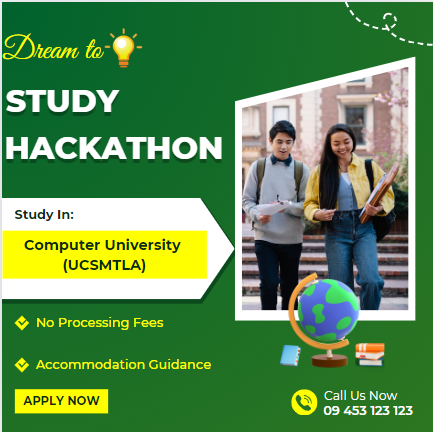 Dream to
STUDY
HACKATHON
Study In:
Computer University
(UCSMTLA)
No Processing Fees
Accommodation Guidance
APPLY NOW
Call Us Now
09 453 123 123